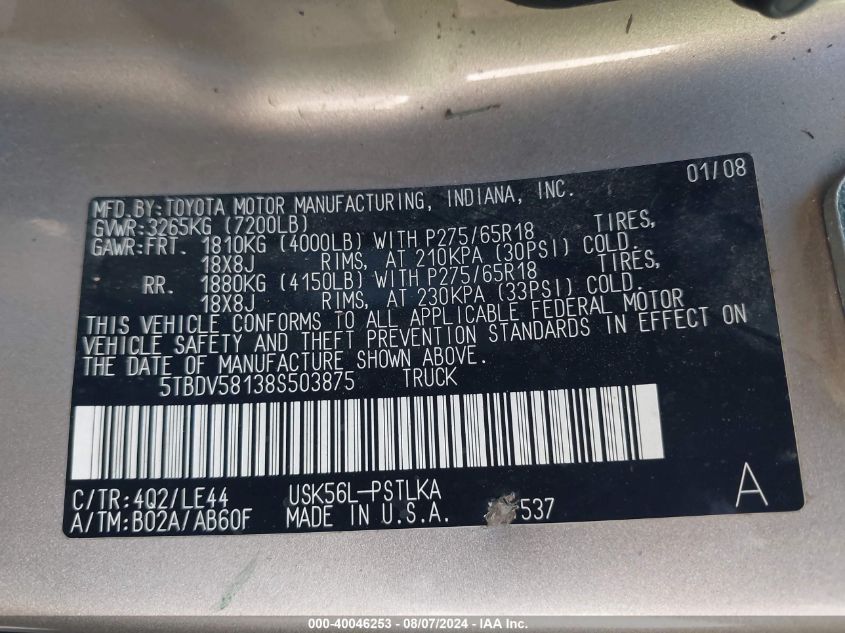 01/08
MFD.BY:TOYOTA MOTOR MANUFACTURING, INDIANA, INC.
GVWR:3265KG (7200LB)
GAWR:FRT. 1810KG (4000LB) WITH P275/65R18 TIRES,
18X8J RIMS, AT 210KPA (30PSI) COLD.
RR. 1880KG (4150LB) WITH P275/65R18 TIRES,
18X8J RIMS, AT 230KPA (33PSI) COLD.
THIS VEHICLE CONFORMS TO ALL APPLICABLE FEDERAL MOTOR
VEHICLE SAFETY AND THEFT PREVENTION STANDARDS IN EFFECT ON
THE DATE OF MANUFACTURE SHOWN ABOVE.
5TBDV58138S503875 TRUCK
C/TR:4Q2/LE44 USK56L-PSTLKA
A/TM:B02A/AB60F MADE IN U.S.A. 537
A
000-40046253 - 08/07/2024 - IAA Inc.